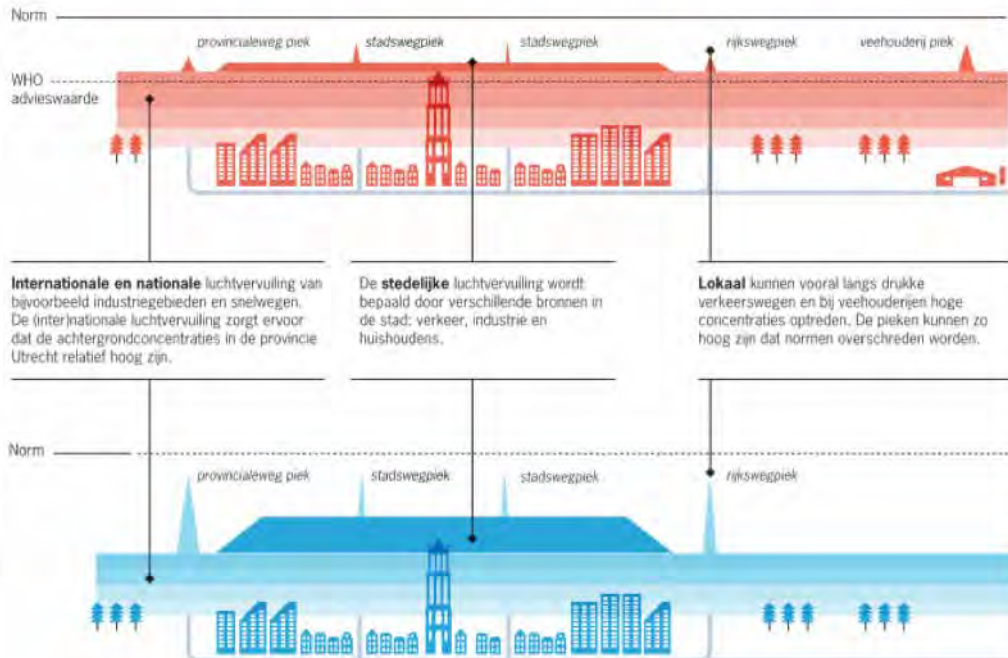 Norm
provincialeweg piek
stadswegpiek
stadswegpiek
rijkswegpiek
veehouderij piek
WHO
advieswaarde
Internationale en nationale luchtvervuiling van
bijvoorbeeld industriegebieden en snelwegen.
De (inter)nationale luchtvervuiling zorgt ervoor
dat de achtergrondconcentraties in de provincie
Utrecht relatief hoog zijn.
De stedelijke luchtvervuiling wordt
bepaald door verschillende bronnen in
de stad: verkeer, industrie en
huishoudens.
Lokaal kunnen vooral langs drukke
verkeerswegen en bij veehouderijen hoge
concentraties optreden. De pieken kunnen zo
hoog zijn dat normen overschreden worden.
Norm
provincialeweg piek
stadswegpiek
stadswegpiek
rijkswegpiek